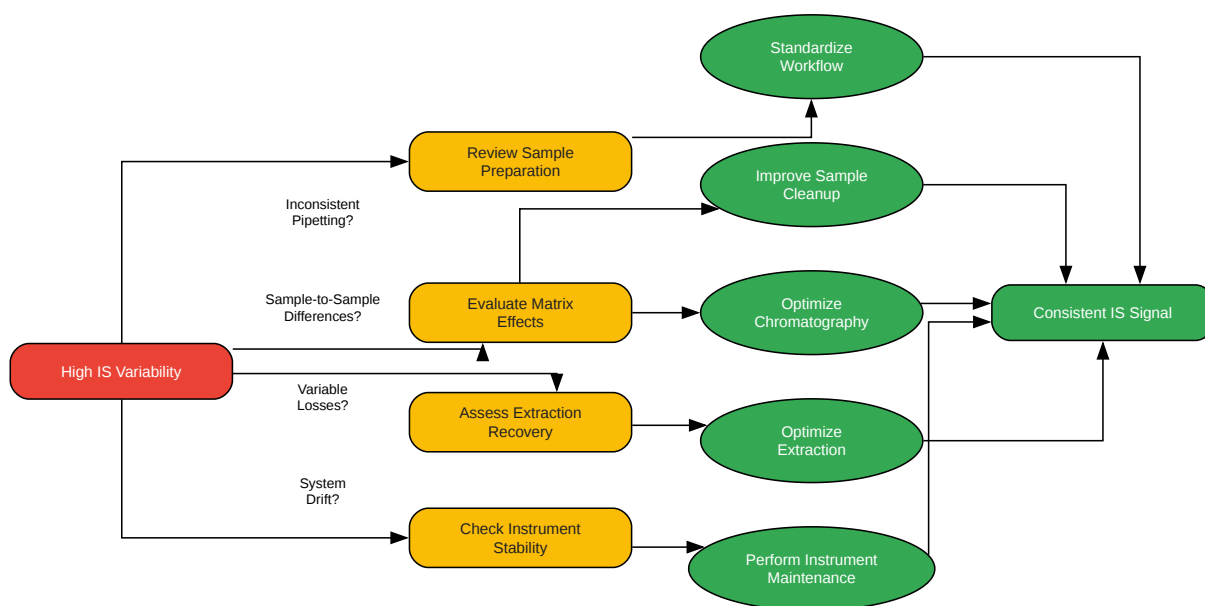 Standardize
Workflow
Review Sample
Preparation
Improve Sample
Cleanup
Inconsistent
Pipetting?
Sample-to-Sample
Differences?
Evaluate Matrix
Effects
Optimize
Chromatography
Consistent IS Signal
High IS Variability
Variable
Losses?
Assess Extraction
Recovery
Optimize
Extraction
System
Drift?
Check Instrument
Stability
Perform Instrument
Maintenance